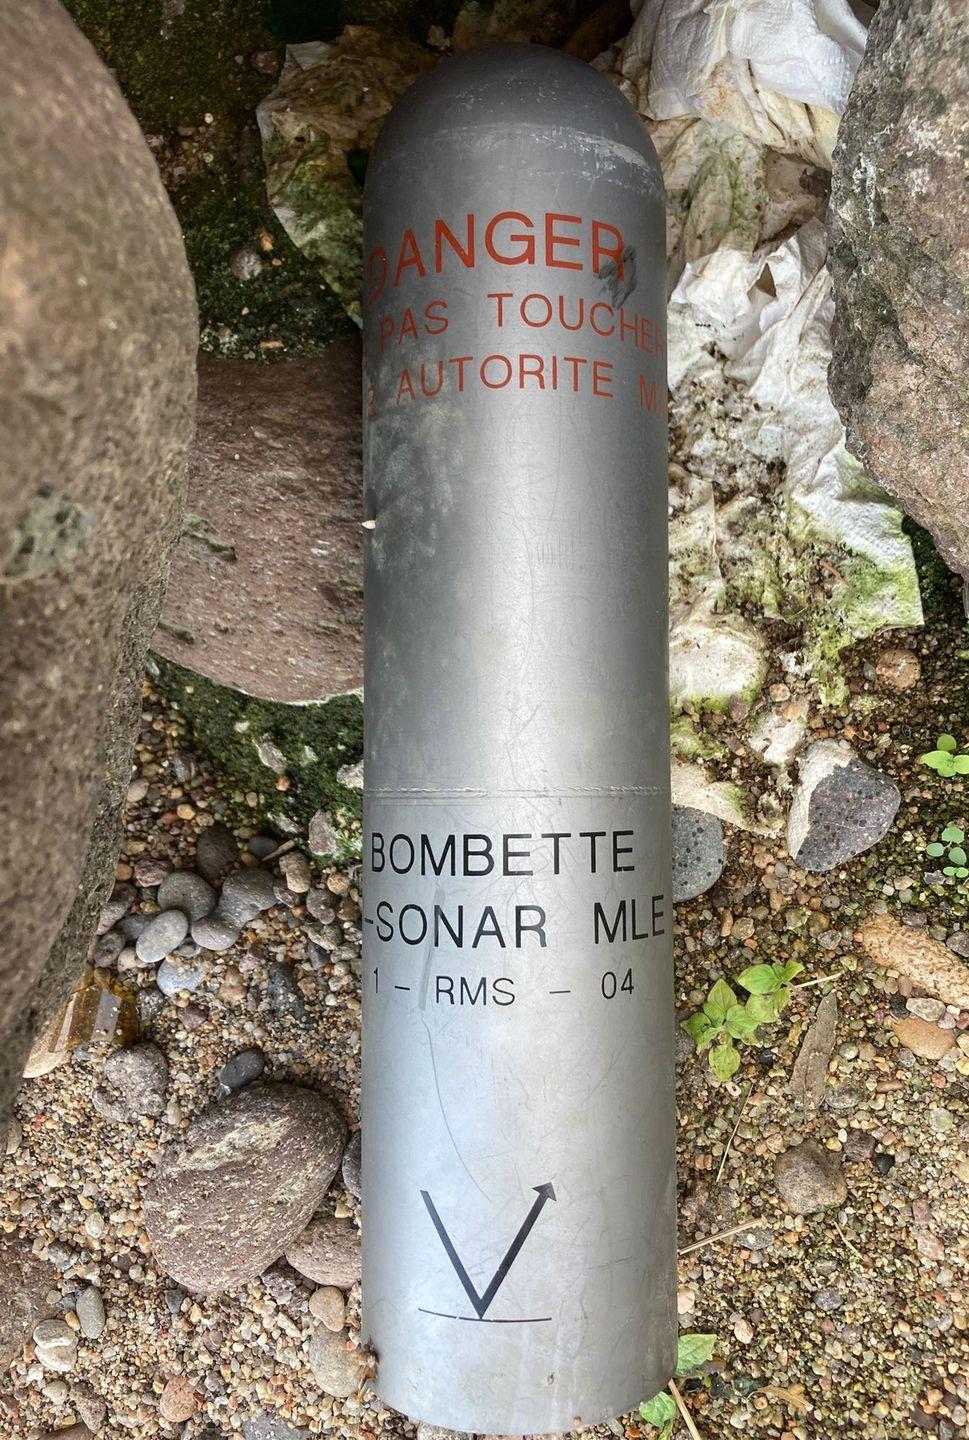 DANGER
PAS TOUCHER
AUTORITE
BOMBETTE
-SONAR MLE
1 - RMS - 04